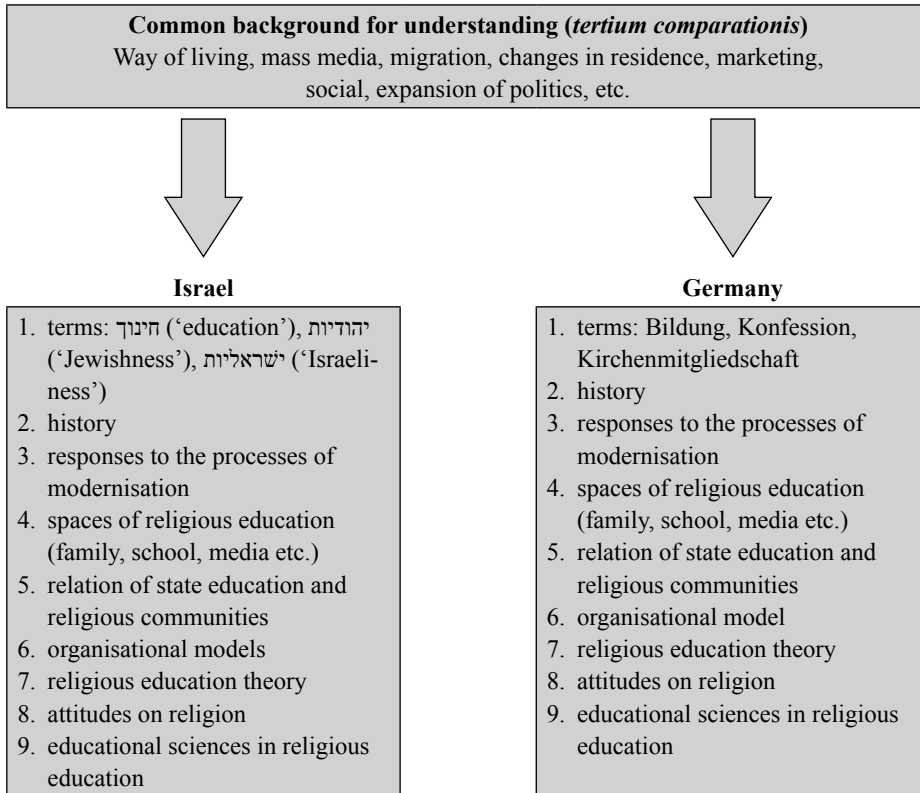 Common background for understanding (tertium comparationis)
Way of living, mass media, migration, changes in residence, marketing,
social, expansion of politics, etc.
Israel
1. terms: חינוך (‘education’), יהודיות
(‘Jewishness’), ישראליות (‘Israeli-
ness’)
2. history
3. responses to the processes of
modernisation
4. spaces of religious education
(family, school, media etc.)
5. relation of state education and
religious communities
6. organisational models
7. religious education theory
8. attitudes on religion
9. educational sciences in religious
education
Germany
1. terms: Bildung, Konfession,
Kirchenmitgliedschaft
2. history
3. responses to the processes of
modernisation
4. spaces of religious education
(family, school, media etc.)
5. relation of state education and
religious communities
6. organisational model
7. religious education theory
8. attitudes on religion
9. educational sciences in religious
education